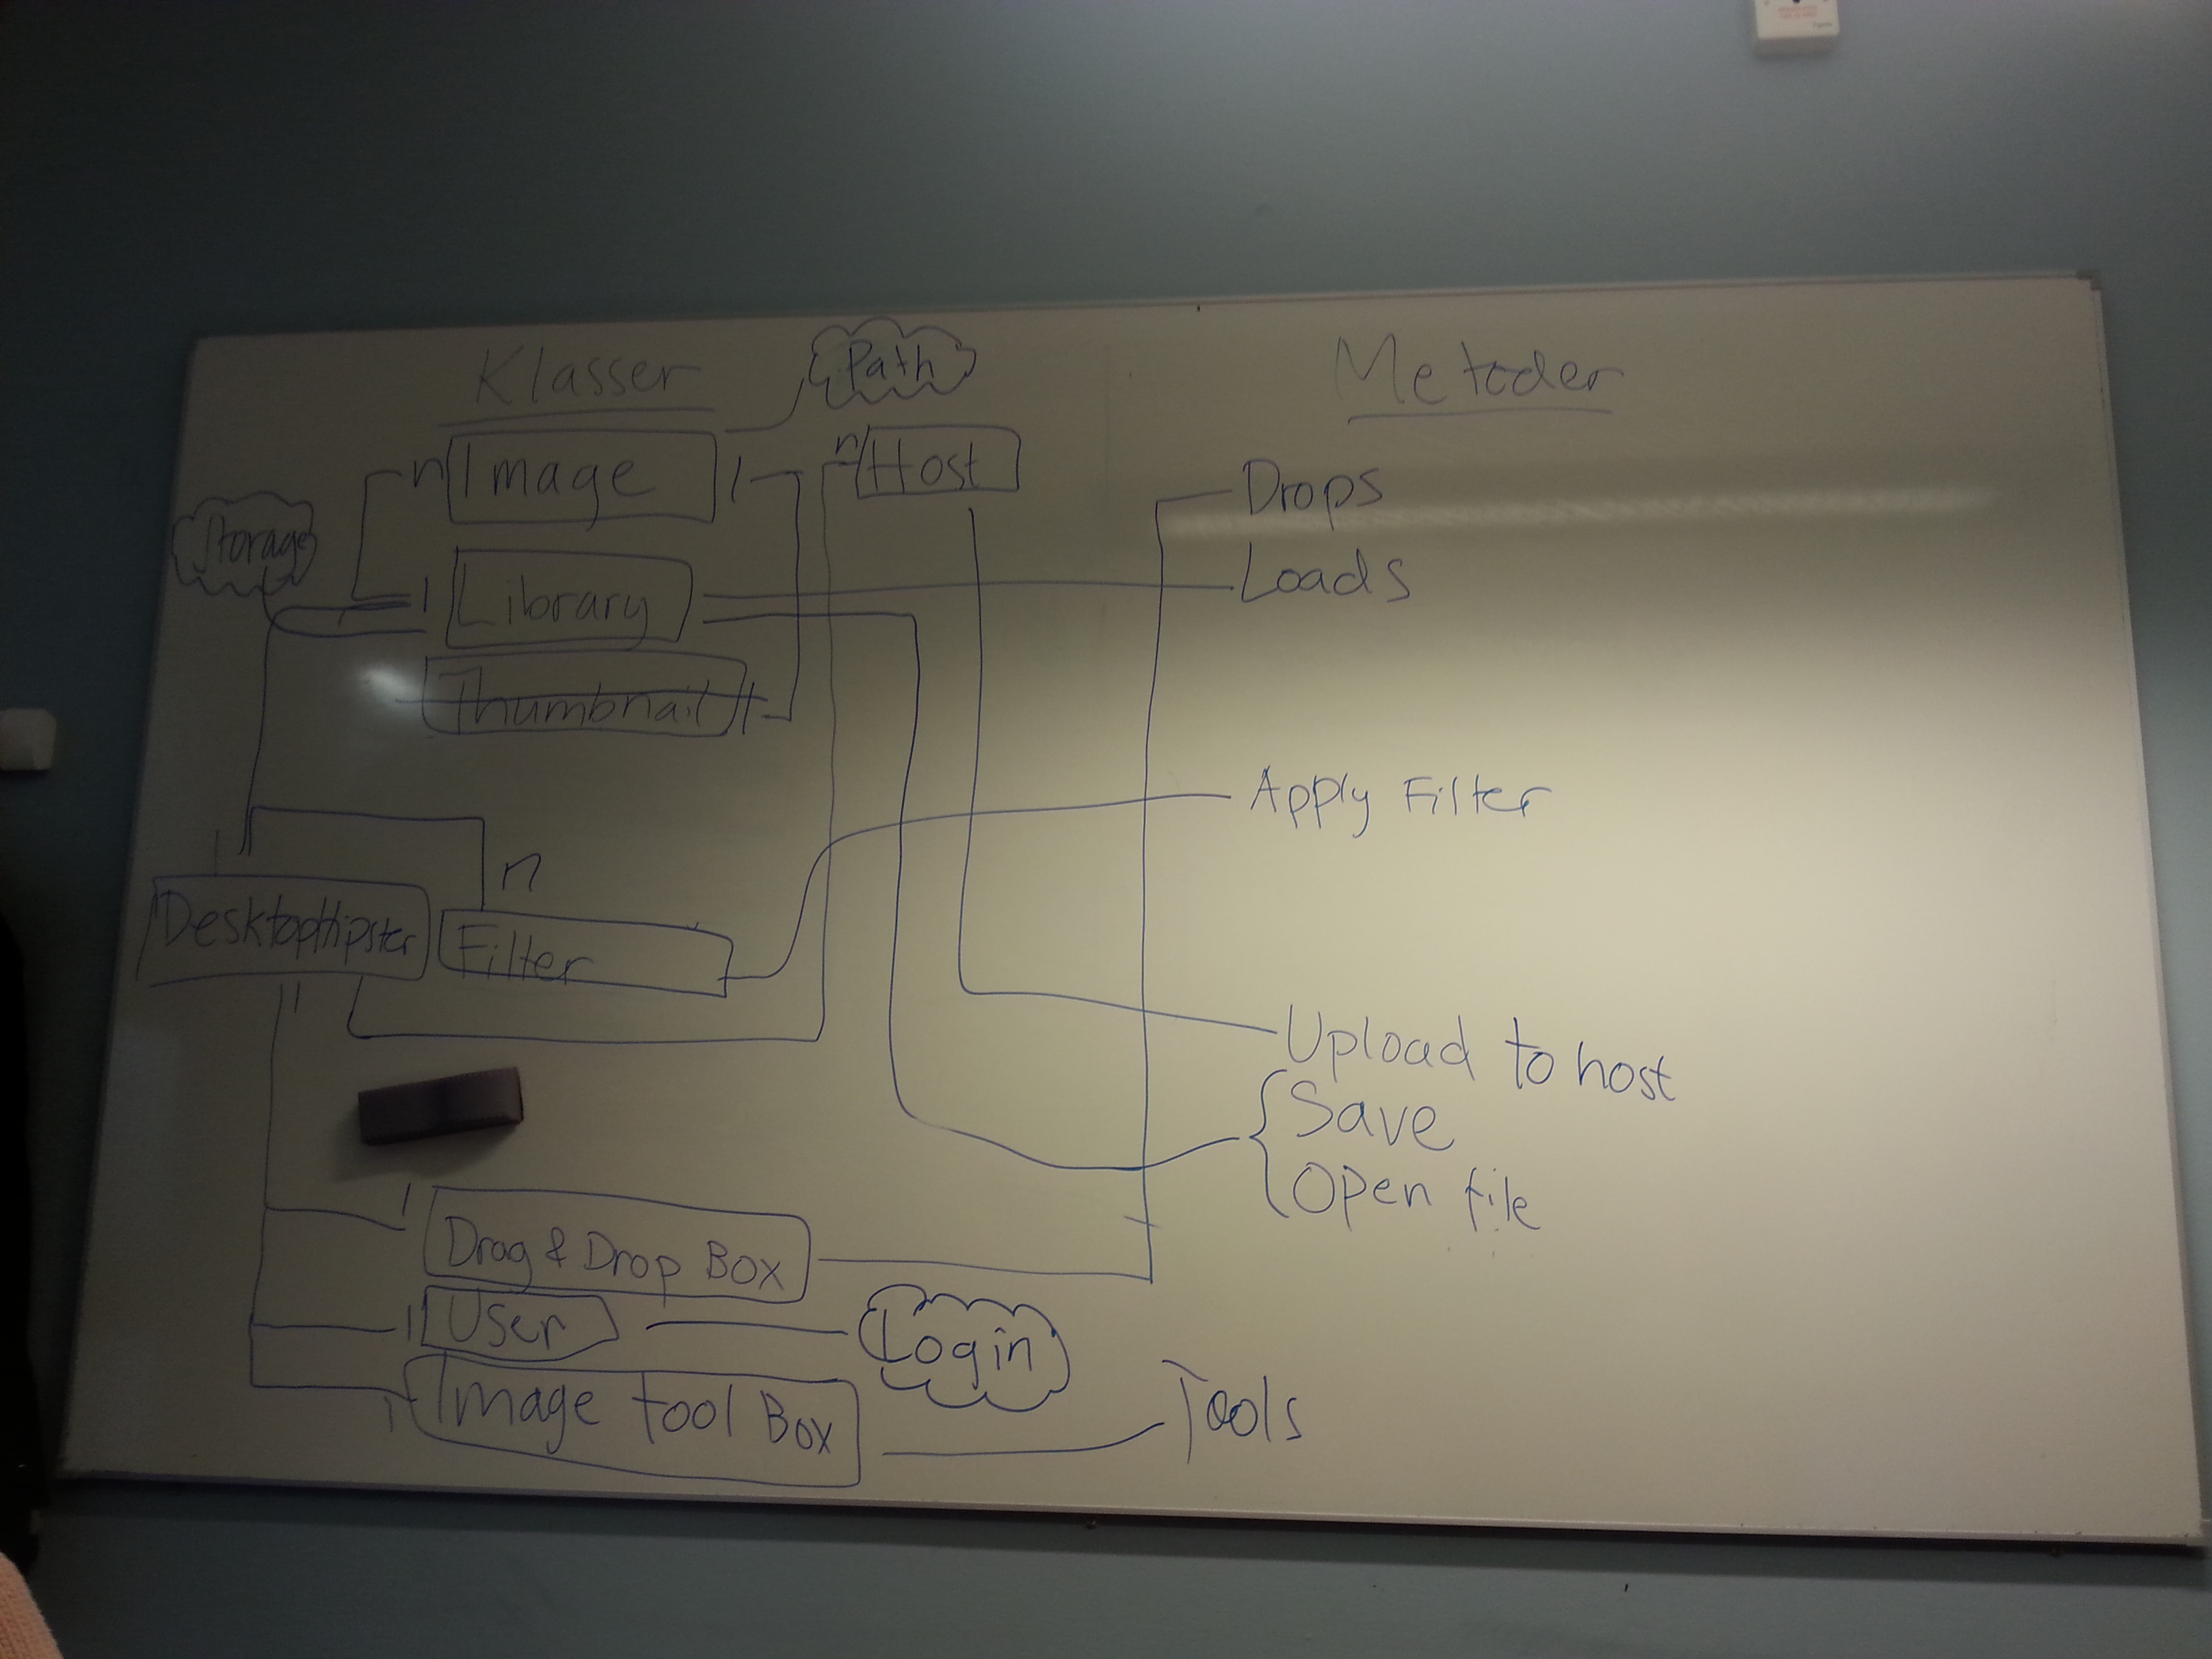 Klasser
Path
Metoder
n Image 1
n Host
Drops
Storage
Loads
1 Library
Thumbnail 1
Apply Filter
n
1
Desktophipster
Filter
1
Upload to host
Save
Open file
1
Drag & Drop Box
1 User
Login
1 Image tool Box
Tools